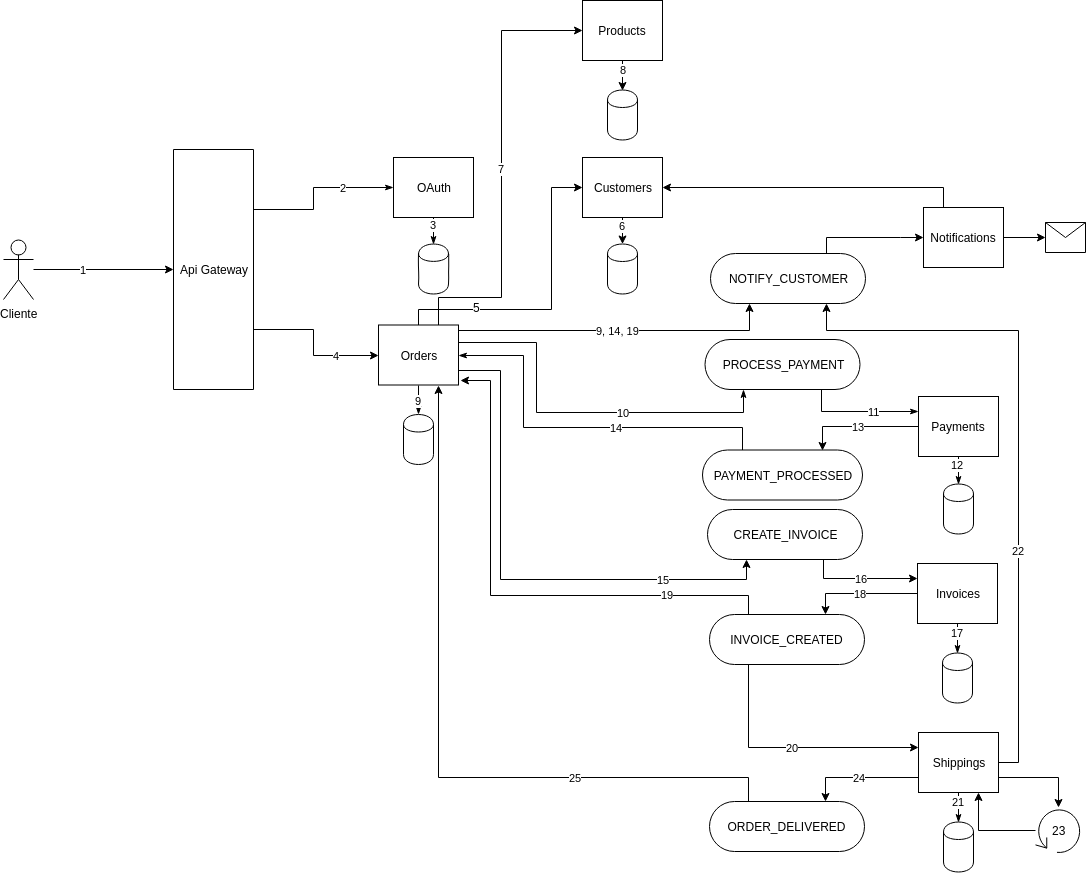 Products
8
7
OAuth
Customers
2
3
6
Notifications
1
Api Gateway
NOTIFY_CUSTOMER
Cliente
5
9, 14, 19
4
Orders
PROCESS_PAYMENT
9
10
11
14
13
Payments
12
PAYMENT_PROCESSED
CREATE_INVOICE
22
15
16
19
18
Invoices
17
INVOICE_CREATED
20
Shippings
25
24
21
ORDER_DELIVERED
23